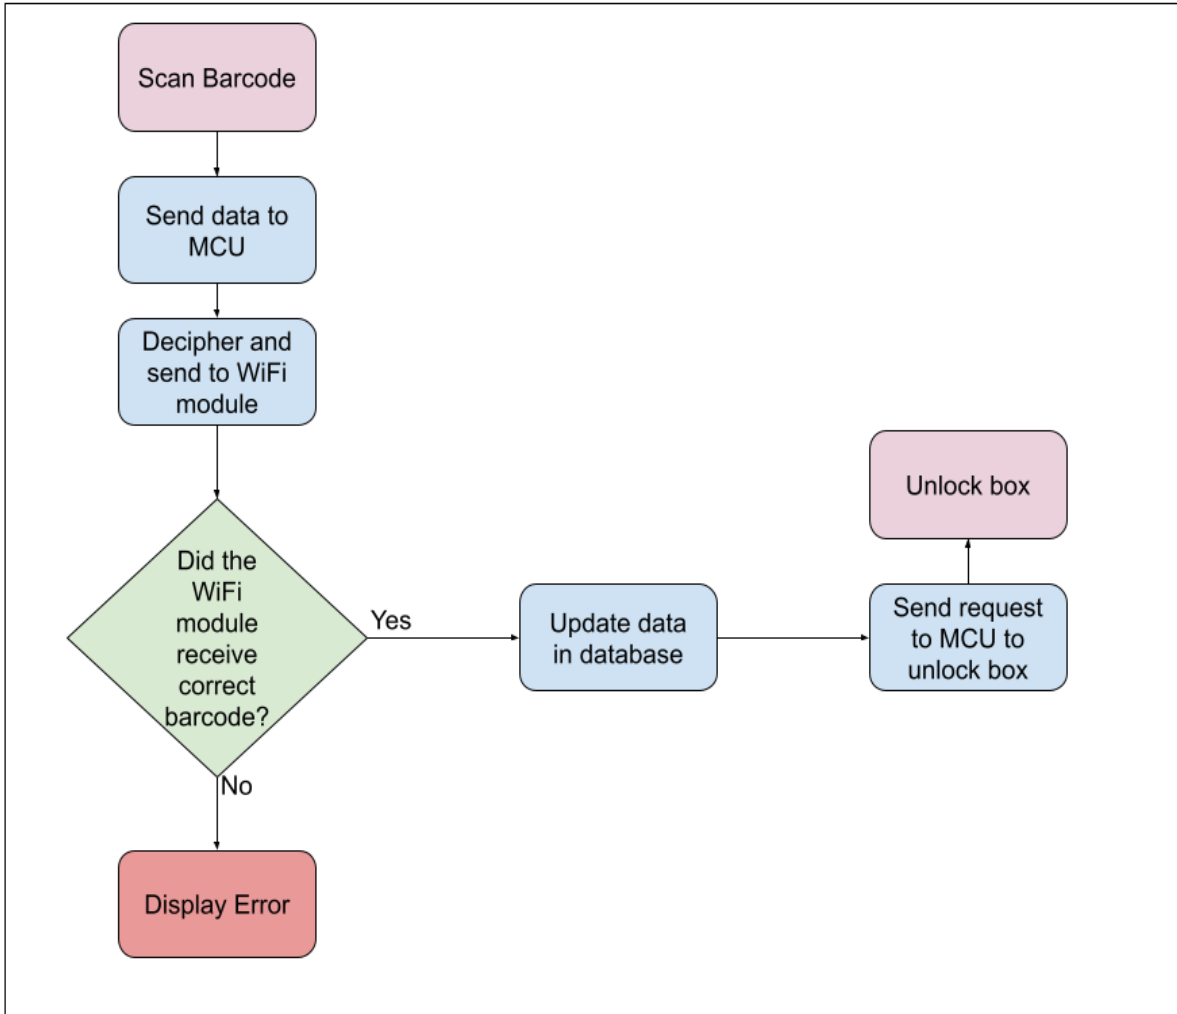 Scan Barcode
Send data to
MCU
Decipher and
send to WiFi
module
Did the
WiFi
module
receive
correct
barcode?
Yes
Update data
in database
Send request
to MCU to
unlock box
Unlock box
No
Display Error